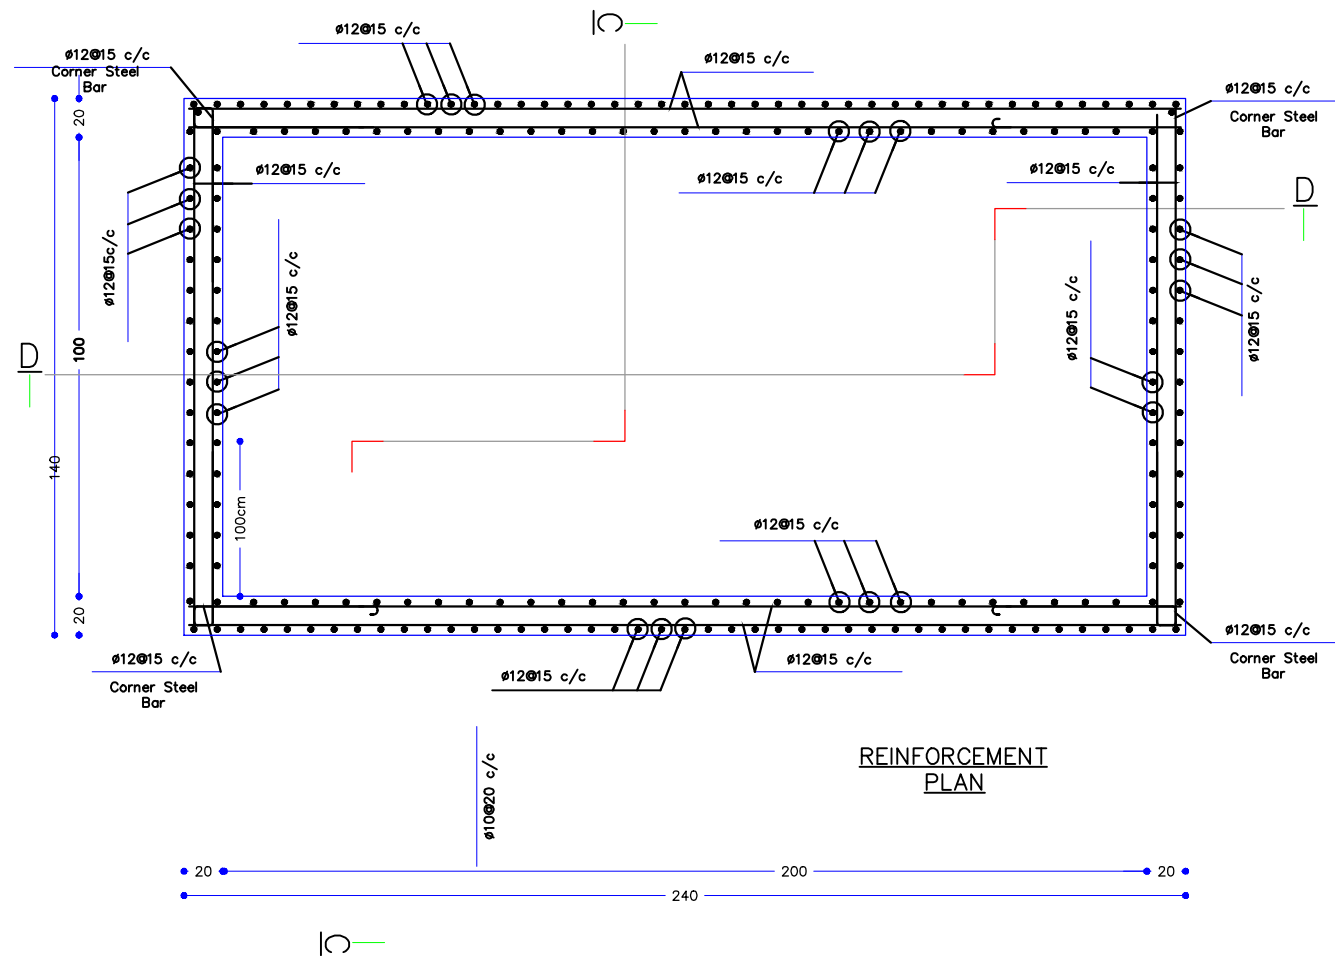 C
ø12@15 c/c
ø12@15 c/c
Corner Steel
Bar
ø12@15 c/c
ø12@15 c/c
Corner Steel
Bar
20
ø12@15 c/c
ø12@15 c/c
ø12@15 c/c
D
ø12@15c/c
ø12@15 c/c
ø12@15 c/c
ø12@15 c/c
D
100
140
100cm
ø12@15 c/c
20
ø12@15 c/c
Corner Steel
Bar
ø12@15 c/c
ø12@15 c/c
ø12@15 c/c
Corner Steel
Bar
REINFORCEMENT
PLAN
ø10@20 c/c
20
200
20
240
C